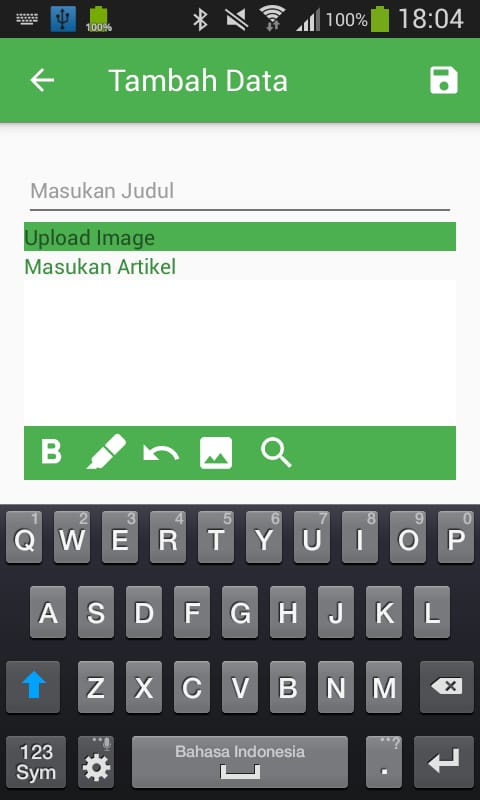 100%
100%
18:04
Tambah Data
Masukan Judul
Upload Image
Masukan Artikel
B
1 2 3 4 5 6 7 8 9 0
Q W E R T Y U I O P
A S D F G H J K L
Z X C V B N M
123
Sym
Bahasa Indonesia
. ?